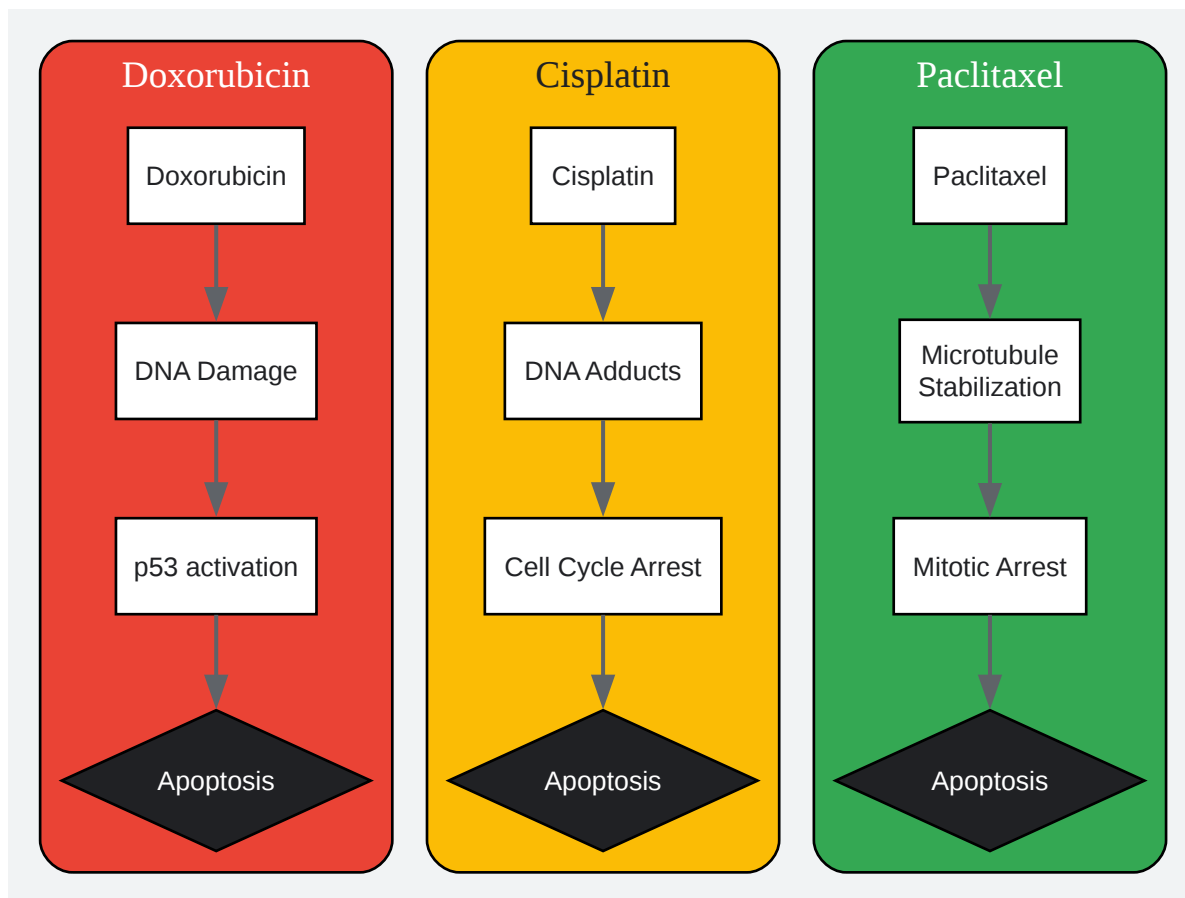 Doxorubicin
Doxorubicin
DNA Damage
p53 activation
Apoptosis
Cisplatin
Cisplatin
DNA Adducts
Cell Cycle Arrest
Apoptosis
Paclitaxel
Paclitaxel
Microtubule
Stabilization
Mitotic Arrest
Apoptosis